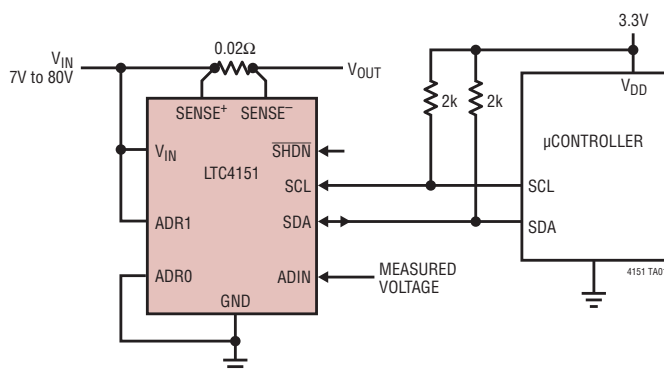 3.3V
VIN
7V to 80V
0.02Ω
VOUT
2k
2k
VDD
SENSE+
SENSE–
µCONTROLLER
VIN
SHDN
LTC4151
SCL
SCL
ADR1
SDA
SDA
ADR0
ADIN
MEASURED
VOLTAGE
GND
4151 TA01